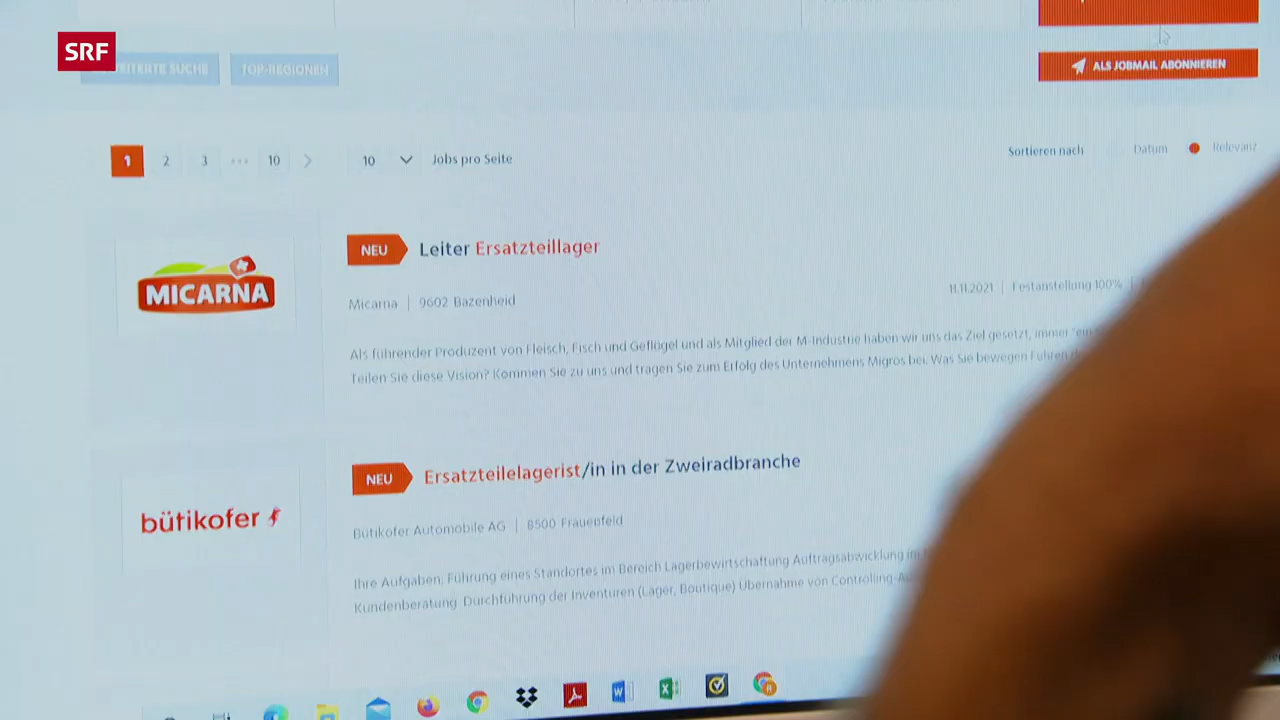 SRF
TOP-REGIONEN
ALS JOBMAIL ABONNIEREN
1 2 3 ••• 10 > 10 Jobs pro Seite
Sortieren nach Datum Relevanz
MICARNA
NEU Leiter Ersatzteillager
Micarna | 9602 Bazenheid
11.11.2021 | Festanstellung 100% |
Als führender Produzent von Fleisch, Fisch und Geflügel und als Mitglied der M-Industrie haben wir uns das Ziel gesetzt, immer
Teilen Sie diese Vision? Kommen Sie zu uns und tragen Sie zum Erfolg des Unternehmens Migros bei. Was Sie bewegen Führen
bütikofer
NEU Ersatzteilelagerist/in in der Zweiradbranche
Bütikofer Automobile AG | 8500 Frauenfeld
Ihre Aufgaben: Führung eines Standortes im Bereich Lagerbewirtschaftung Auftragsabwicklung
Kundenberatung Durchführung der Inventuren (Lager, Boutique) Übernahme von Controlling-